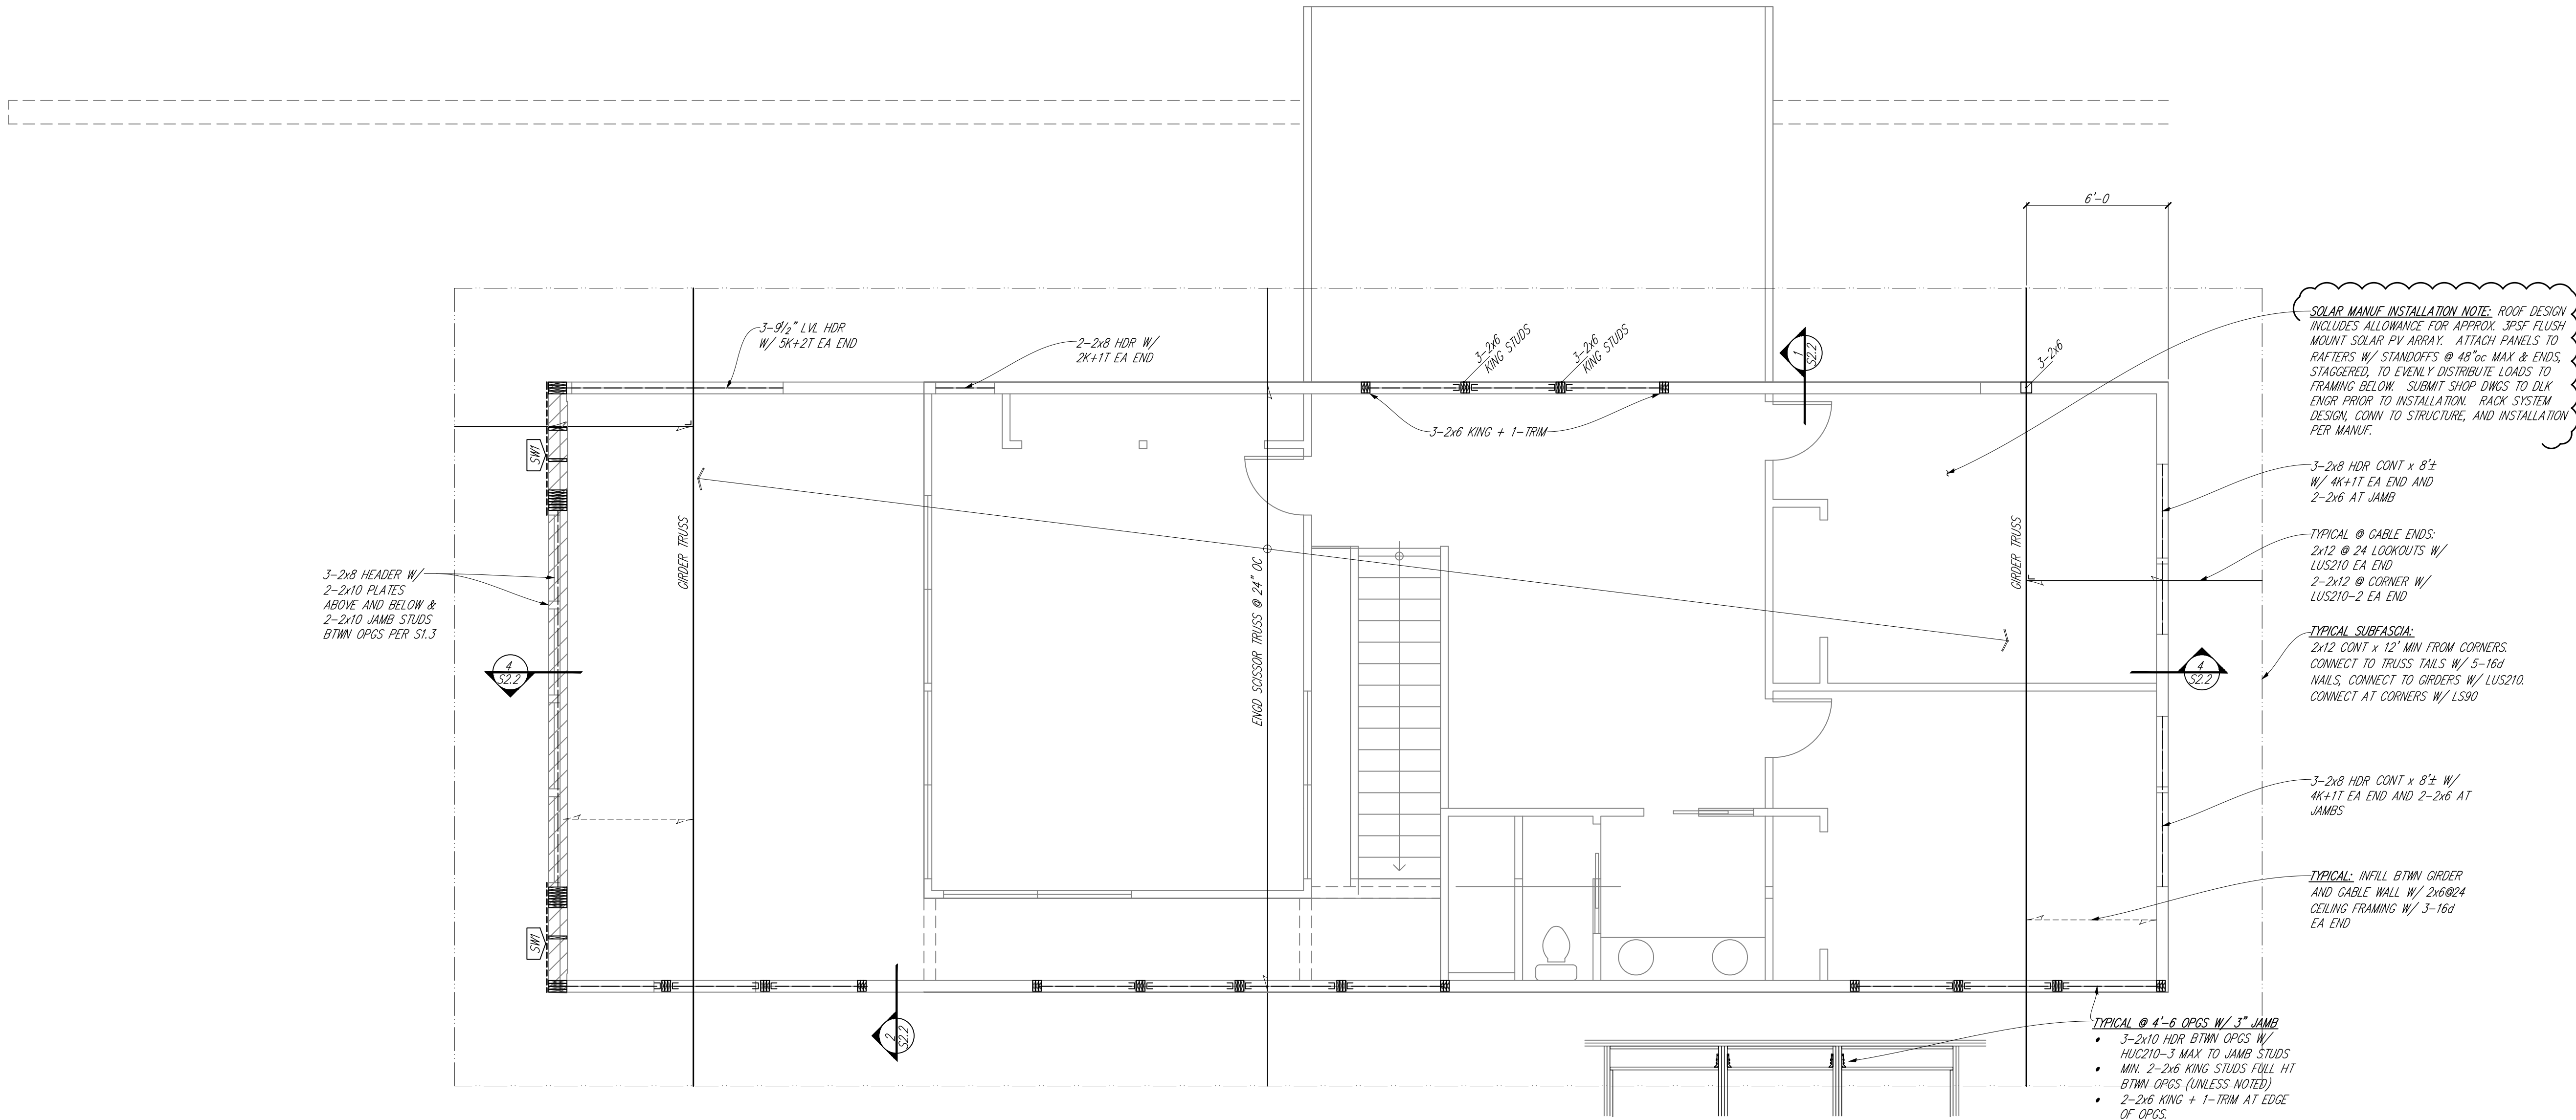 6'-0
SOLAR MANUF INSTALLATION NOTE: ROOF DESIGN
INCLUDES ALLOWANCE FOR APPROX. 3PSF FLUSH
MOUNT SOLAR PV ARRAY. ATTACH PANELS TO
RAFTERS W/ STANDOFFS @ 48"oc MAX & ENDS,
STAGGERED, TO EVENLY DISTRIBUTE LOADS TO
FRAMING BELOW. SUBMIT SHOP DWGS TO DLK
ENGR PRIOR TO INSTALLATION. RACK SYSTEM
DESIGN, CONN TO STRUCTURE, AND INSTALLATION
PER MANUF.
3-9 1/2" LVL HDR
W/ 5K+2T EA END
2-2x8 HDR W/
2K+1T EA END
3-2x6
KING STUDS
3-2x6
KING STUDS
1
S2.2
3-2x6
3-2x6 KING + 1-TRIM
SW1
3-2x8 HDR CONT x 8'±
W/ 4K+1T EA END AND
2-2x6 AT JAMB
GIRDER TRUSS
ENGD SCISSOR TRUSS @ 24" OC
GIRDER TRUSS
TYPICAL @ GABLE ENDS:
2x12 @ 24 LOOKOUTS W/
LUS210 EA END
2-2x12 @ CORNER W/
LUS210-2 EA END
3-2x8 HEADER W/
2-2x10 PLATES
ABOVE AND BELOW &
2-2x10 JAMB STUDS
BTWN OPGS PER S1.3
TYPICAL SUBFASCIA:
2x12 CONT x 12' MIN FROM CORNERS.
CONNECT TO TRUSS TAILS W/ 5-16d
NAILS, CONNECT TO GIRDERS W/ LUS210.
CONNECT AT CORNERS W/ LS90
4
S2.2
4
S2.2
3-2x8 HDR CONT x 8'± W/
4K+1T EA END AND 2-2x6 AT
JAMBS
TYPICAL: INFILL BTWN GIRDER
AND GABLE WALL W/ 2x6@24
CEILING FRAMING W/ 3-16d
EA END
SW1
2
S2.2
TYPICAL @ 4'-6 OPGS W/ 3" JAMB
• 3-2x10 HDR BTWN OPGS W/
HUC210-3 MAX TO JAMB STUDS
• MIN. 2-2x6 KING STUDS FULL HT
BTWN OPGS (UNLESS NOTED)
• 2-2x6 KING + 1-TRIM AT EDGE
OF OPGS.